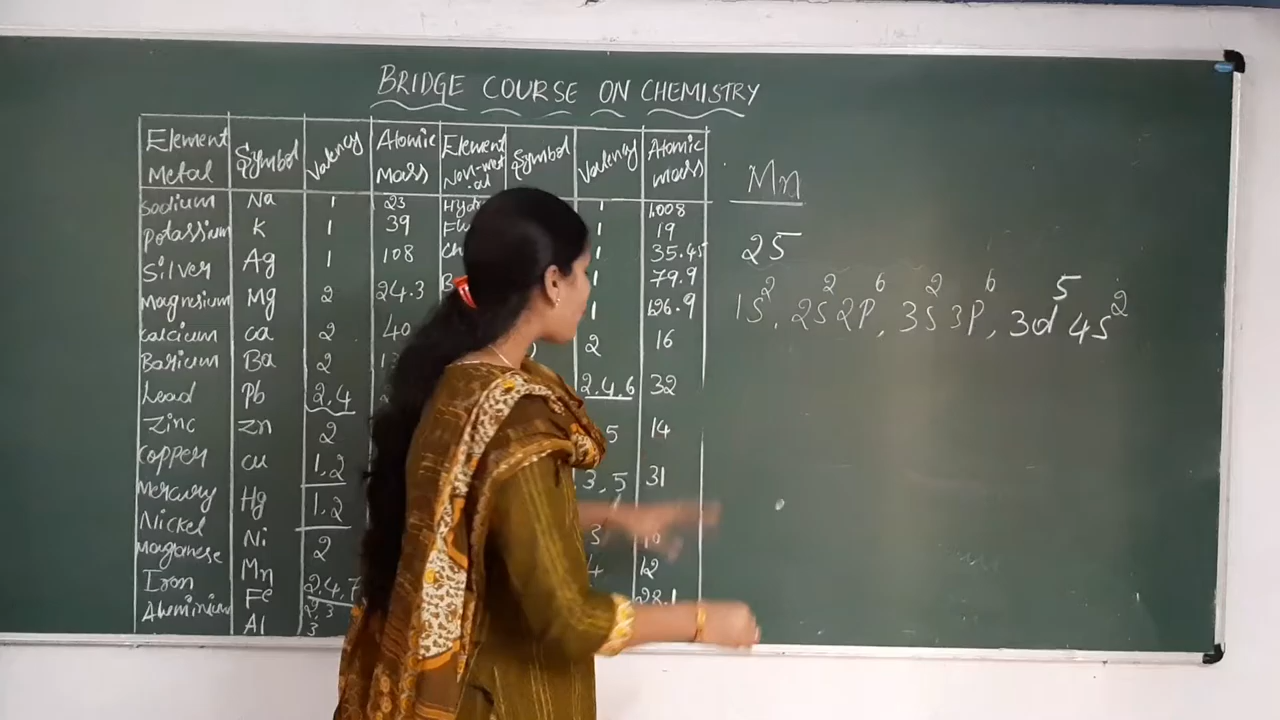 BRIDGE COURSE ON CHEMISTRY
Element Metal Symbol Valency Atomic mass Element Non-metal Symbol Valency Atomic mass
Sodium Na 1 23 1 1.008
Potassium K 1 39 1 19
Silver Ag 1 108 1 35.45
Magnesium Mg 2 24.3 1 79.9
1 126.9
Calcium Ca 2 40 2 16
Barium Ba 2
Lead Pb 2,4 2,4,6 32
Zinc Zn 2 5 14
Copper Cu 1,2 3,5 31
Mercury Hg 1,2
Nickel Ni 2 3
Manganese Mn 2,4,7 4 12
Iron Fe 2,3 28.1
Aluminium Al 3
Mn
25
1s², 2s² 2p⁶, 3s² 3p⁶, 3d⁵ 4s²